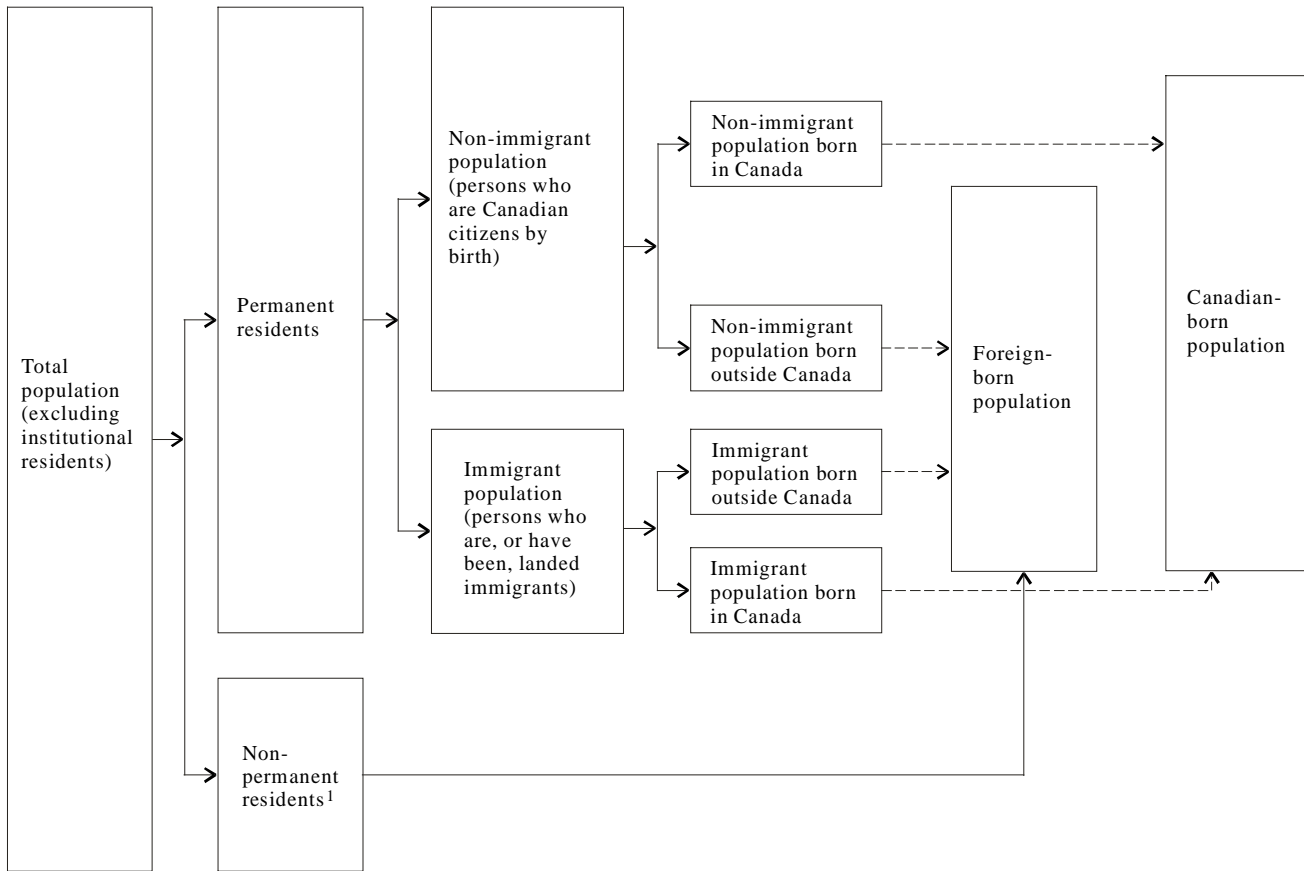 Total
population
(excluding
institutional
residents)
Permanent
residents
Non-
permanent
residents1
Non-immigrant
population
(persons who
are Canadian
citizens by
birth)
Immigrant
population
(persons who
are, or have
been, landed
immigrants)
Non-immigrant
population born
in Canada
Non-immigrant
population born
outside Canada
Immigrant
population born
outside Canada
Immigrant
population born
in Canada
Foreign-
born
population
Canadian-
born
population